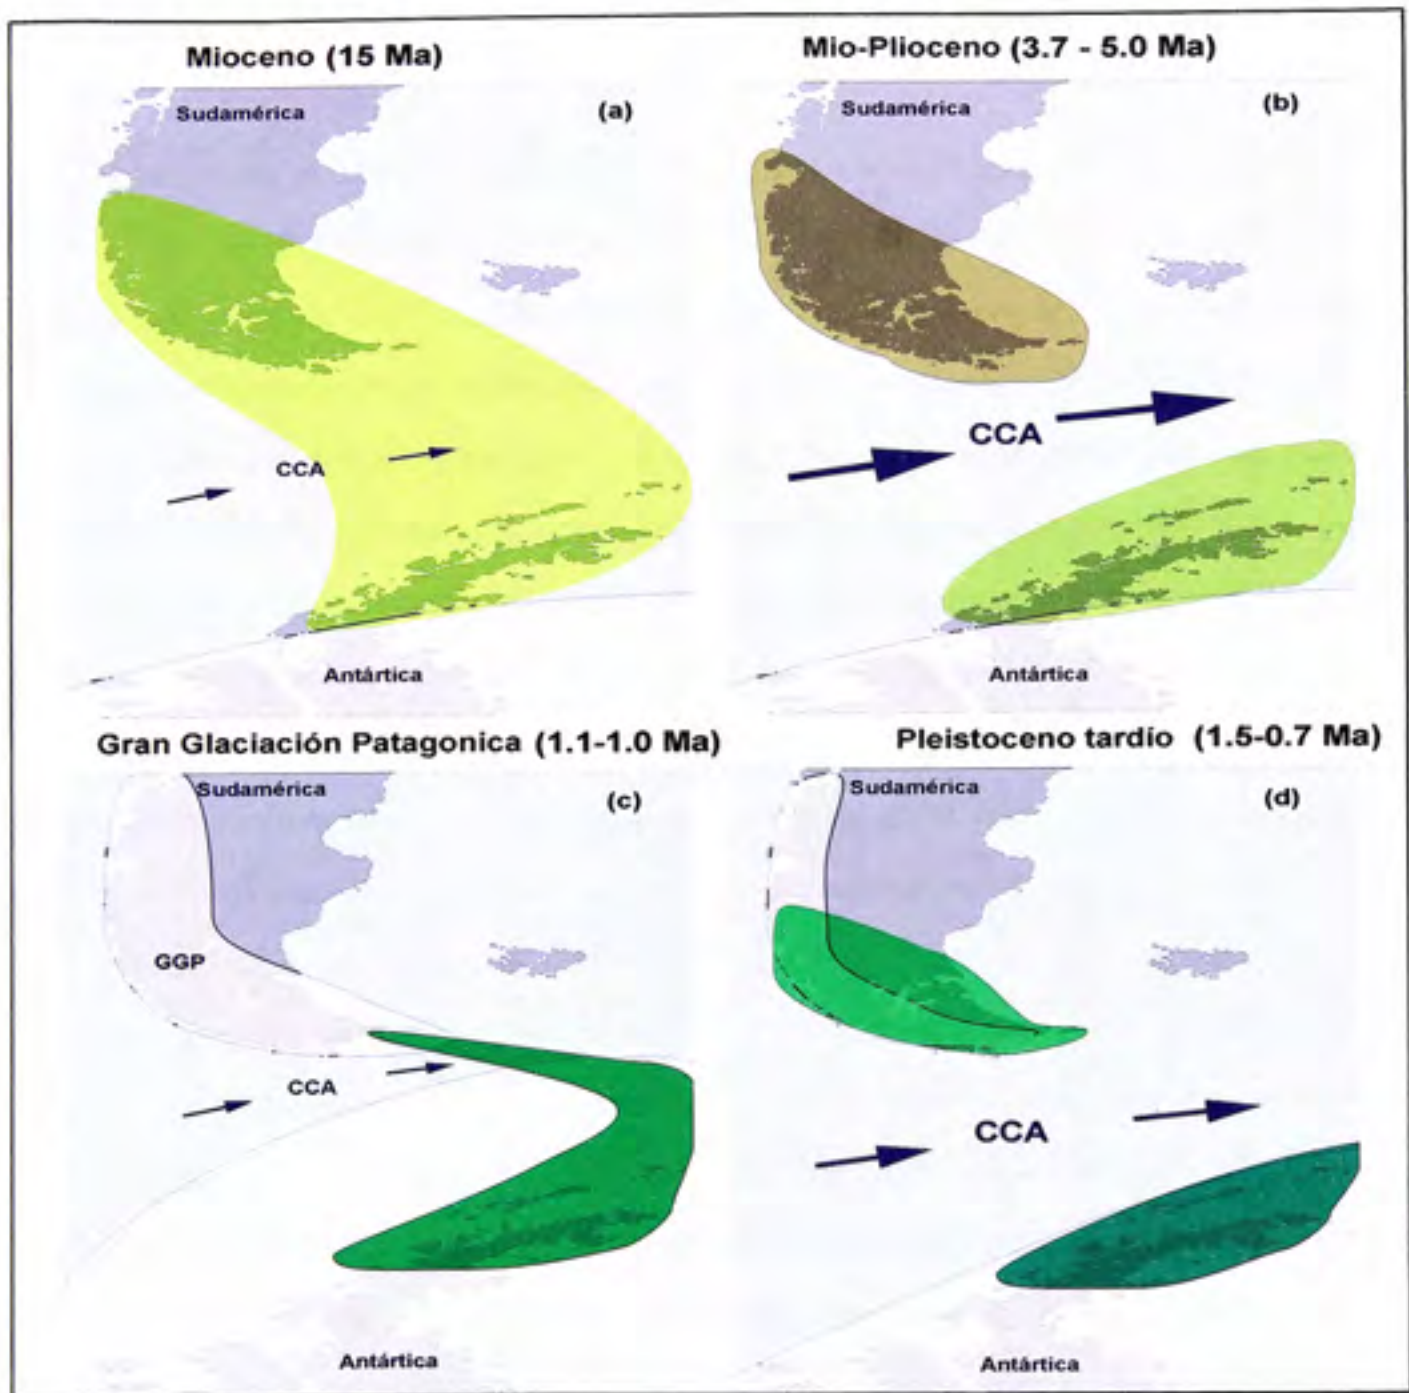 Mioceno (15 Ma)
Sudamérica
(a)
CCA
Antártica
Mio-Plioceno (3.7 - 5.0 Ma)
Sudamérica
(b)
CCA
Antártica
Gran Glaciación Patagonica (1.1-1.0 Ma)
Sudamérica
(c)
GGP
CCA
Antártica
Pleistoceno tardío (1.5-0.7 Ma)
Sudamérica
(d)
CCA
Antártica